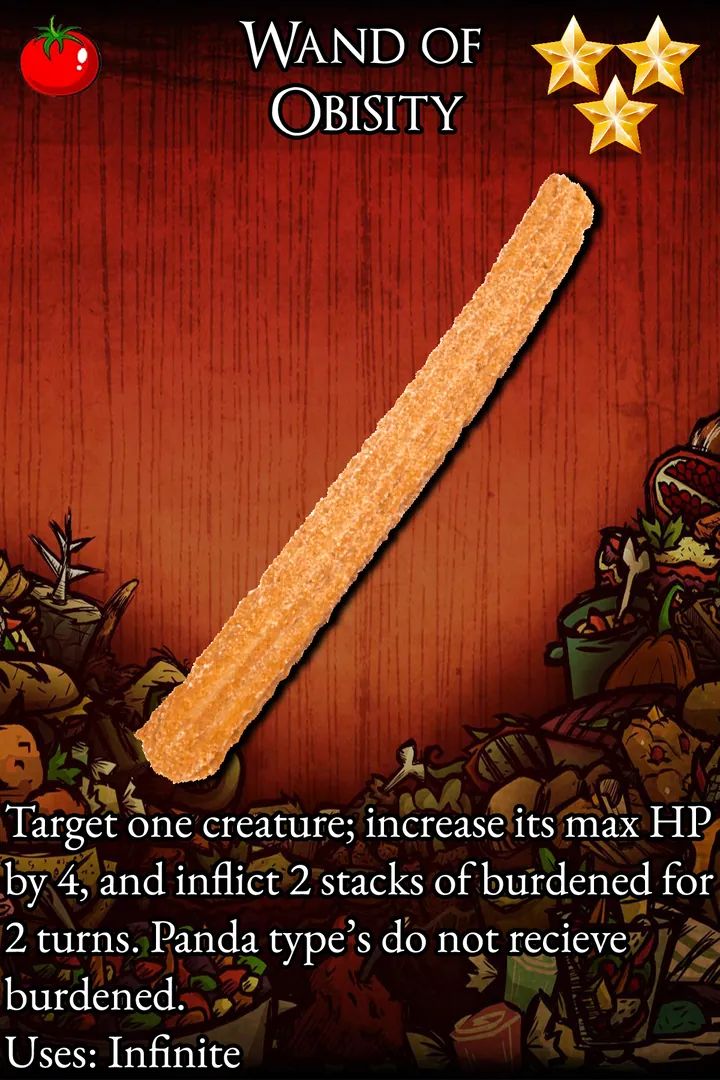 Wand of
Obisity
Target one creature; increase its max HP
by 4, and inflict 2 stacks of burdened for
2 turns. Panda type’s do not recieve
burdened.
Uses: Infinite